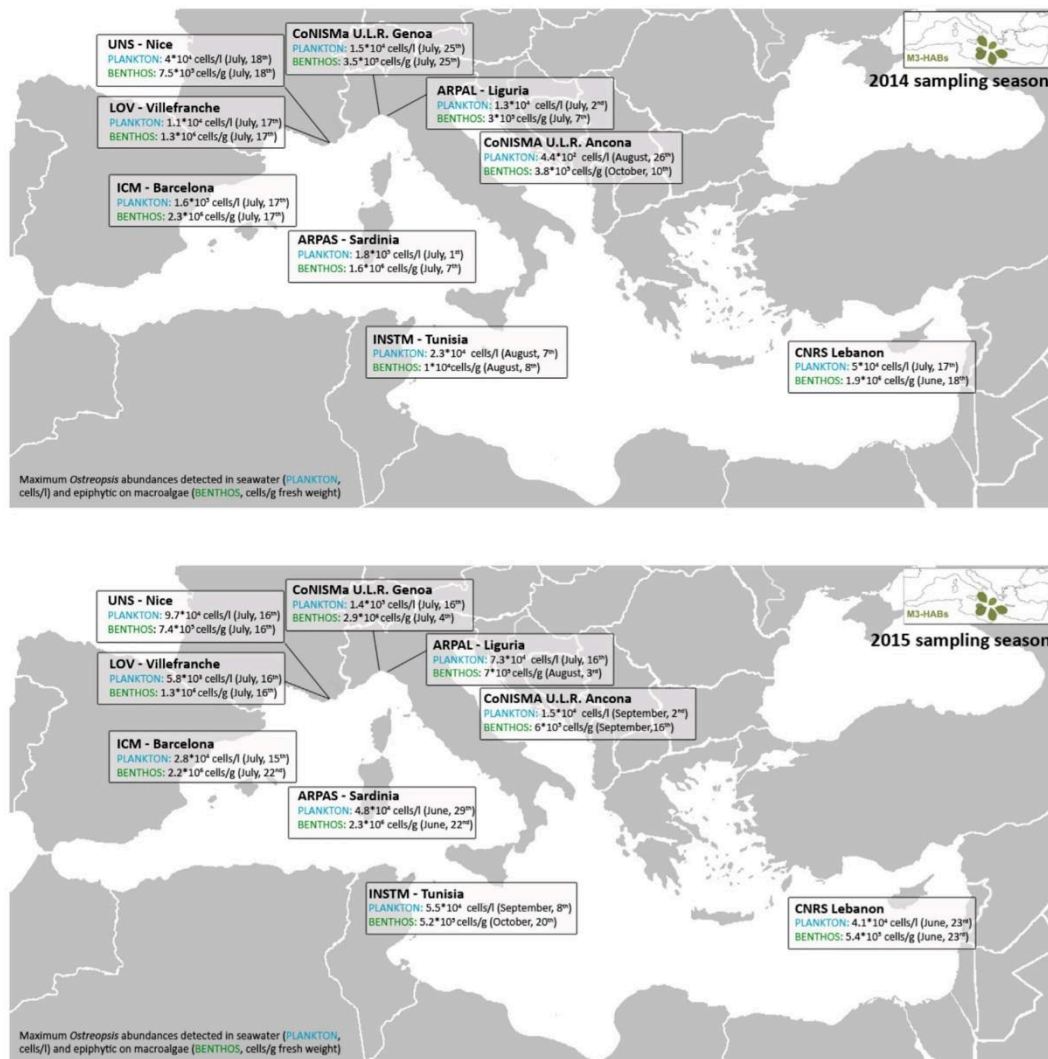 M3-HABs
2014 sampling season
UNS - Nice
PLANKTON: 4*10⁴ cells/l (July, 18ᵗʰ)
BENTHOS: 7.5*10⁵ cells/g (July, 18ᵗʰ)
CoNISMa U.L.R. Genoa
PLANKTON: 1.5*10⁴ cells/l (July, 25ᵗʰ)
BENTHOS: 3.5*10⁵ cells/g (July, 25ᵗʰ)
LOV - Villefranche
PLANKTON: 1.1*10⁴ cells/l (July, 17ᵗʰ)
BENTHOS: 1.3*10⁶ cells/g (July, 17ᵗʰ)
ARPAL - Liguria
PLANKTON: 1.3*10⁴ cells/l (July, 2ⁿᵈ)
BENTHOS: 3*10⁵ cells/g (July, 7ᵗʰ)
CoNISMA U.L.R. Ancona
PLANKTON: 4.4*10² cells/l (August, 26ᵗʰ)
BENTHOS: 3.8*10⁵ cells/g (October, 10ᵗʰ)
ICM - Barcelona
PLANKTON: 1.6*10⁵ cells/l (July, 17ᵗʰ)
BENTHOS: 2.3*10⁶ cells/g (July, 17ᵗʰ)
ARPAS - Sardinia
PLANKTON: 1.8*10⁵ cells/l (July, 1ˢᵗ)
BENTHOS: 1.6*10⁶ cells/g (July, 7ᵗʰ)
INSTM - Tunisia
PLANKTON: 2.3*10⁴ cells/l (August, 7ᵗʰ)
BENTHOS: 1*10⁴cells/g (August, 8ᵗʰ)
CNRS Lebanon
PLANKTON: 5*10⁴ cells/l (July, 17ᵗʰ)
BENTHOS: 1.9*10⁶ cells/g (June, 18ᵗʰ)
Maximum Ostreopsis abundances detected in seawater (PLANKTON,
cells/l) and epiphytic on macroalgae (BENTHOS, cells/g fresh weight)
M3-HABs
2015 sampling season
UNS - Nice
PLANKTON: 9.7*10⁴ cells/l (July, 16ᵗʰ)
BENTHOS: 7.4*10⁵ cells/g (July, 16ᵗʰ)
CoNISMa U.L.R. Genoa
PLANKTON: 1.4*10⁵ cells/l (July, 16ᵗʰ)
BENTHOS: 2.9*10⁶ cells/g (July, 4ᵗʰ)
LOV - Villefranche
PLANKTON: 5.8*10³ cells/l (July, 16ᵗʰ)
BENTHOS: 1.3*10⁶ cells/g (July, 16ᵗʰ)
ARPAL - Liguria
PLANKTON: 7.3*10⁴ cells/l (July, 16ᵗʰ)
BENTHOS: 7*10⁵ cells/g (August, 3ʳᵈ)
CoNISMA U.L.R. Ancona
PLANKTON: 1.5*10⁴ cells/l (September, 2ⁿᵈ)
BENTHOS: 6*10⁵ cells/g (September,16ᵗʰ)
ICM - Barcelona
PLANKTON: 2.8*10⁴ cells/l (July, 15ᵗʰ)
BENTHOS: 2.2*10⁶ cells/g (July, 22ⁿᵈ)
ARPAS - Sardinia
PLANKTON: 4.8*10⁴ cells/l (June, 29ᵗʰ)
BENTHOS: 2.3*10⁶ cells/g (June, 22ⁿᵈ)
INSTM - Tunisia
PLANKTON: 5.5*10⁴ cells/l (September, 8ᵗʰ)
BENTHOS: 5.2*10³ cells/g (October, 20ᵗʰ)
CNRS Lebanon
PLANKTON: 4.1*10⁴ cells/l (June, 23ʳᵈ)
BENTHOS: 5.4*10⁵ cells/g (June, 23ʳᵈ)
Maximum Ostreopsis abundances detected in seawater (PLANKTON,
cells/l) and epiphytic on macroalgae (BENTHOS, cells/g fresh weight)